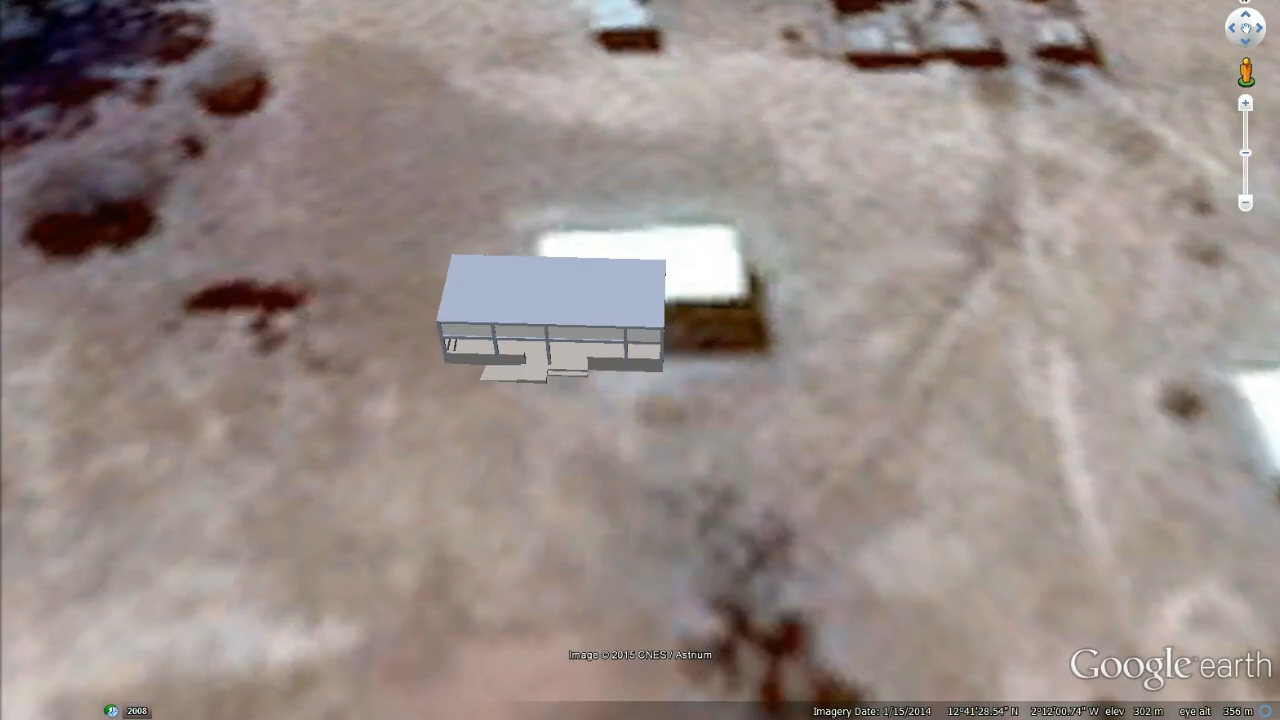 N
Image © 2015 CNES / Astrium
Google earth
2008
Imagery Date: 1/15/2014 12°41'28.54" N 2°12'00.74" W elev 302 m eye alt 356 m